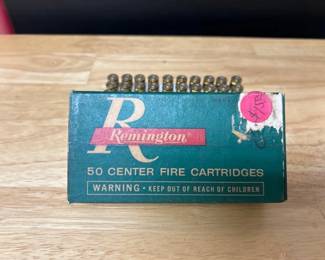 R
Remington®
50 CENTER FIRE CARTRIDGES
WARNING • KEEP OUT OF REACH OF CHILDREN